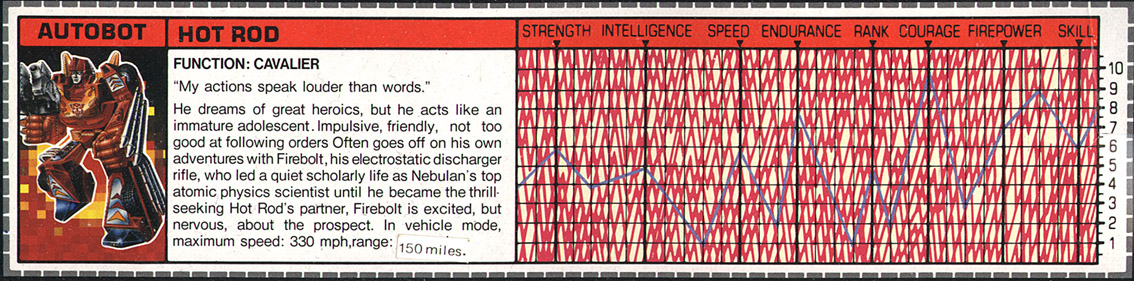 AUTOBOT
HOT ROD
FUNCTION: CAVALIER
“My actions speak louder than words.”
He dreams of great heroics, but he acts like an
immature adolescent. Impulsive, friendly, not too
good at following orders Often goes off on his own
adventures with Firebolt, his electrostatic discharger
rifle, who led a quiet scholarly life as Nebulan's top
atomic physics scientist until he became the thrill-
seeking Hot Rod's partner, Firebolt is excited, but
nervous, about the prospect. In vehicle mode,
maximum speed: 330 mph,range: 150 miles.
STRENGTH INTELLIGENCE SPEED ENDURANCE RANK COURAGE FIREPOWER SKILL
10
9
8
7
6
5
4
3
2
1